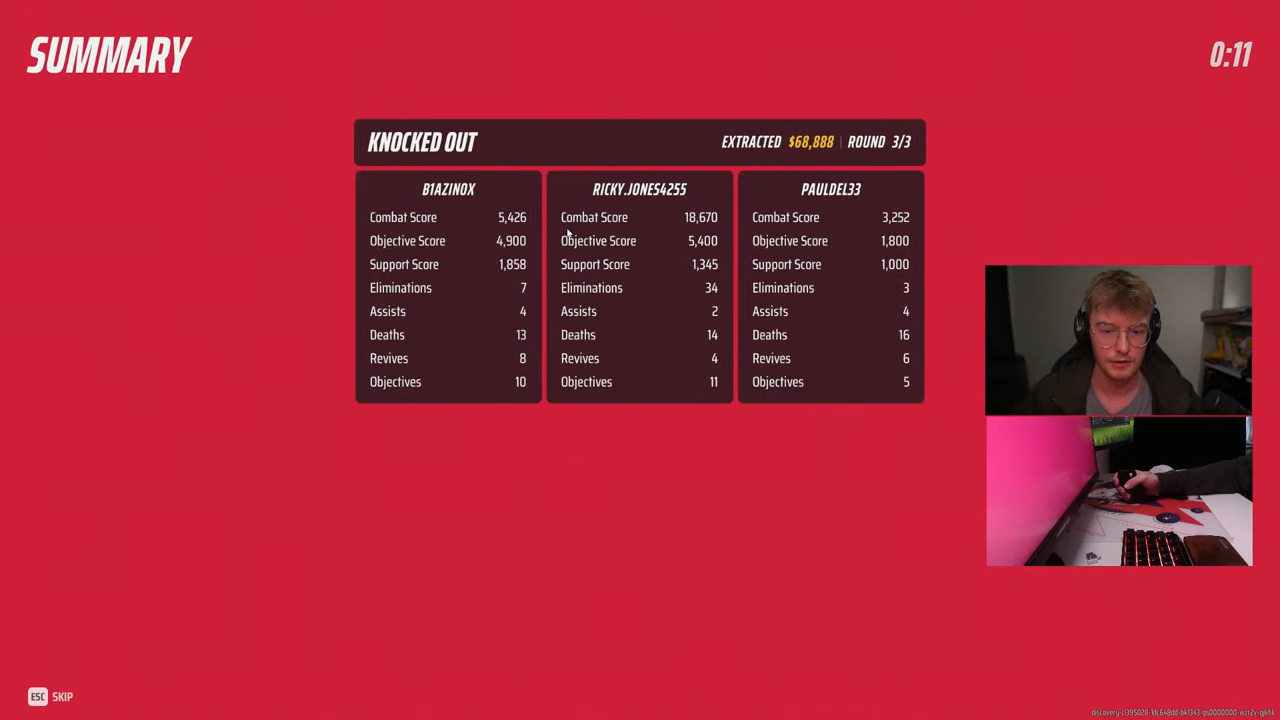 SUMMARY
0:11
KNOCKED OUT
EXTRACTED $68,888 | ROUND 3/3
B1AZINOX
Combat Score 5,426
Objective Score 4,900
Support Score 1,858
Eliminations 7
Assists 4
Deaths 13
Revives 8
Objectives 10
RICKY.JONES4255
Combat Score 18,670
Objective Score 5,400
Support Score 1,345
Eliminations 34
Assists 2
Deaths 14
Revives 4
Objectives 11
PAULDEL33
Combat Score 3,252
Objective Score 1,800
Support Score 1,000
Eliminations 3
Assists 4
Deaths 16
Revives 6
Objectives 5
ESC SKIP